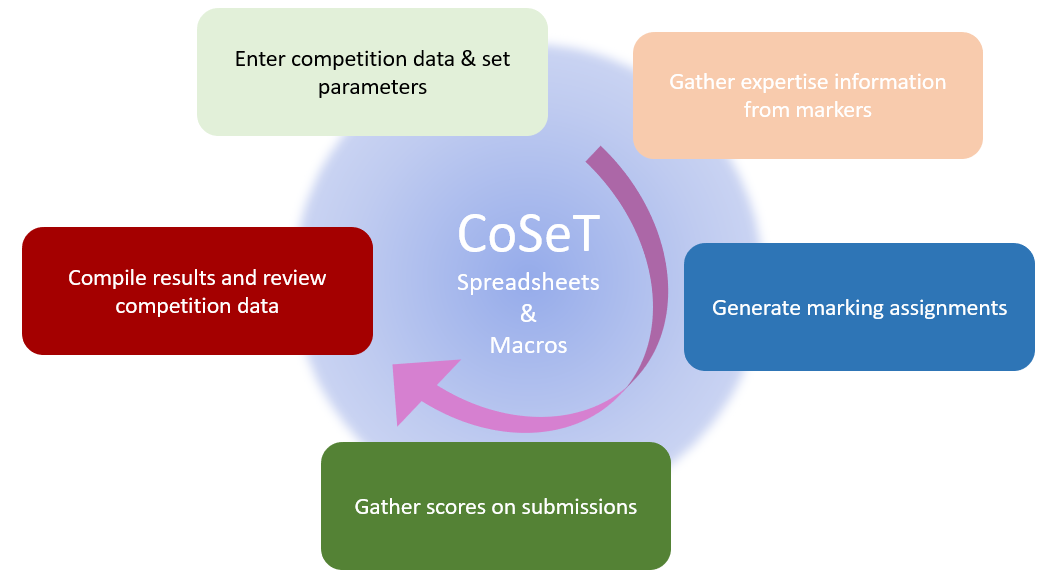 Enter competition data & set
parameters
Gather expertise information
from markers
CoSeT
Spreadsheets
&
Macros
Generate marking assignments
Compile results and review
competition data
Gather scores on submissions